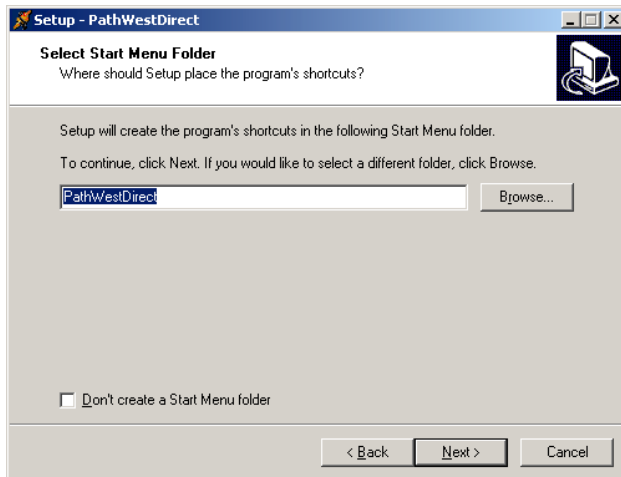 Setup - PathWestDirect
Select Start Menu Folder
Where should Setup place the program's shortcuts?
Setup will create the program's shortcuts in the following Start Menu folder.
To continue, click Next. If you would like to select a different folder, click Browse.
PathWestDirect
Browse...
Don't create a Start Menu folder
< Back
Next >
Cancel